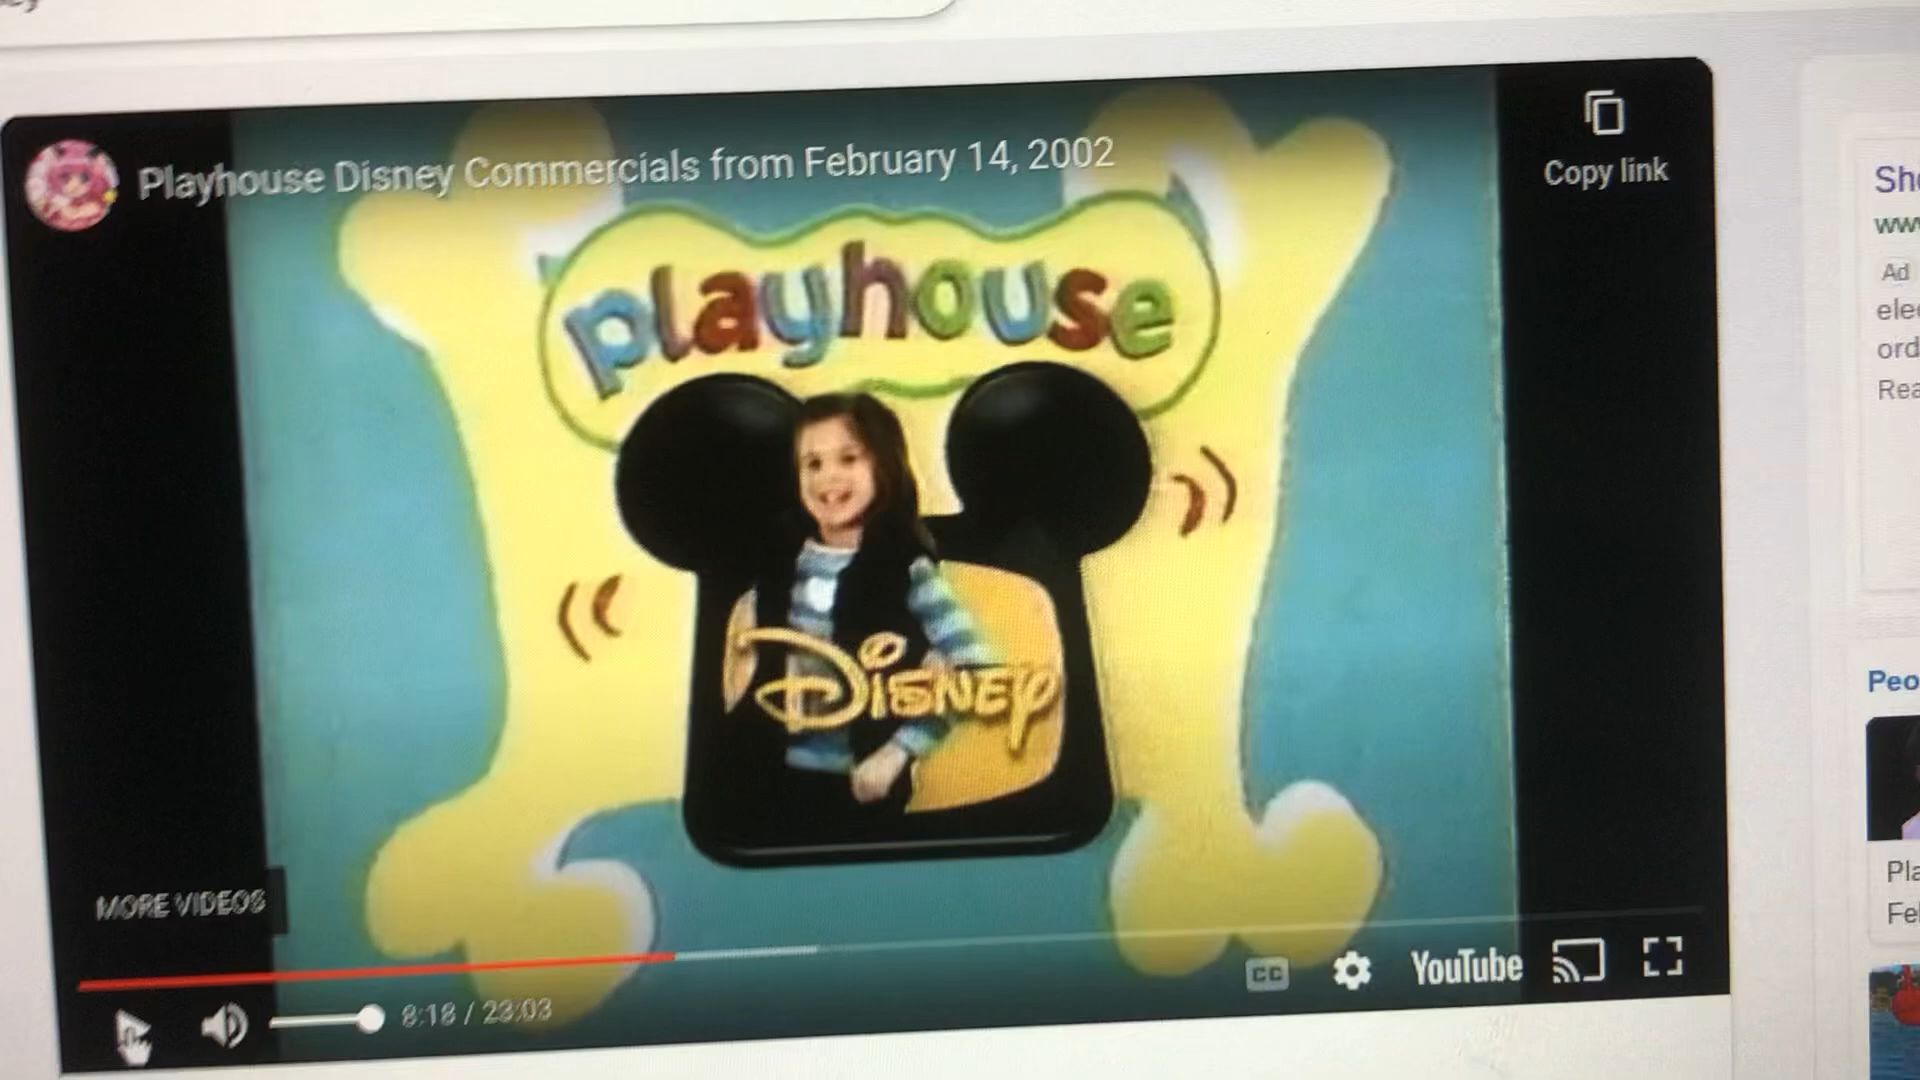 Playhouse Disney Commercials from February 14, 2002
Copy link
playhouse
Disney
MORE VIDEOS
8:18 / 23:03
CC
YouTube
Ad